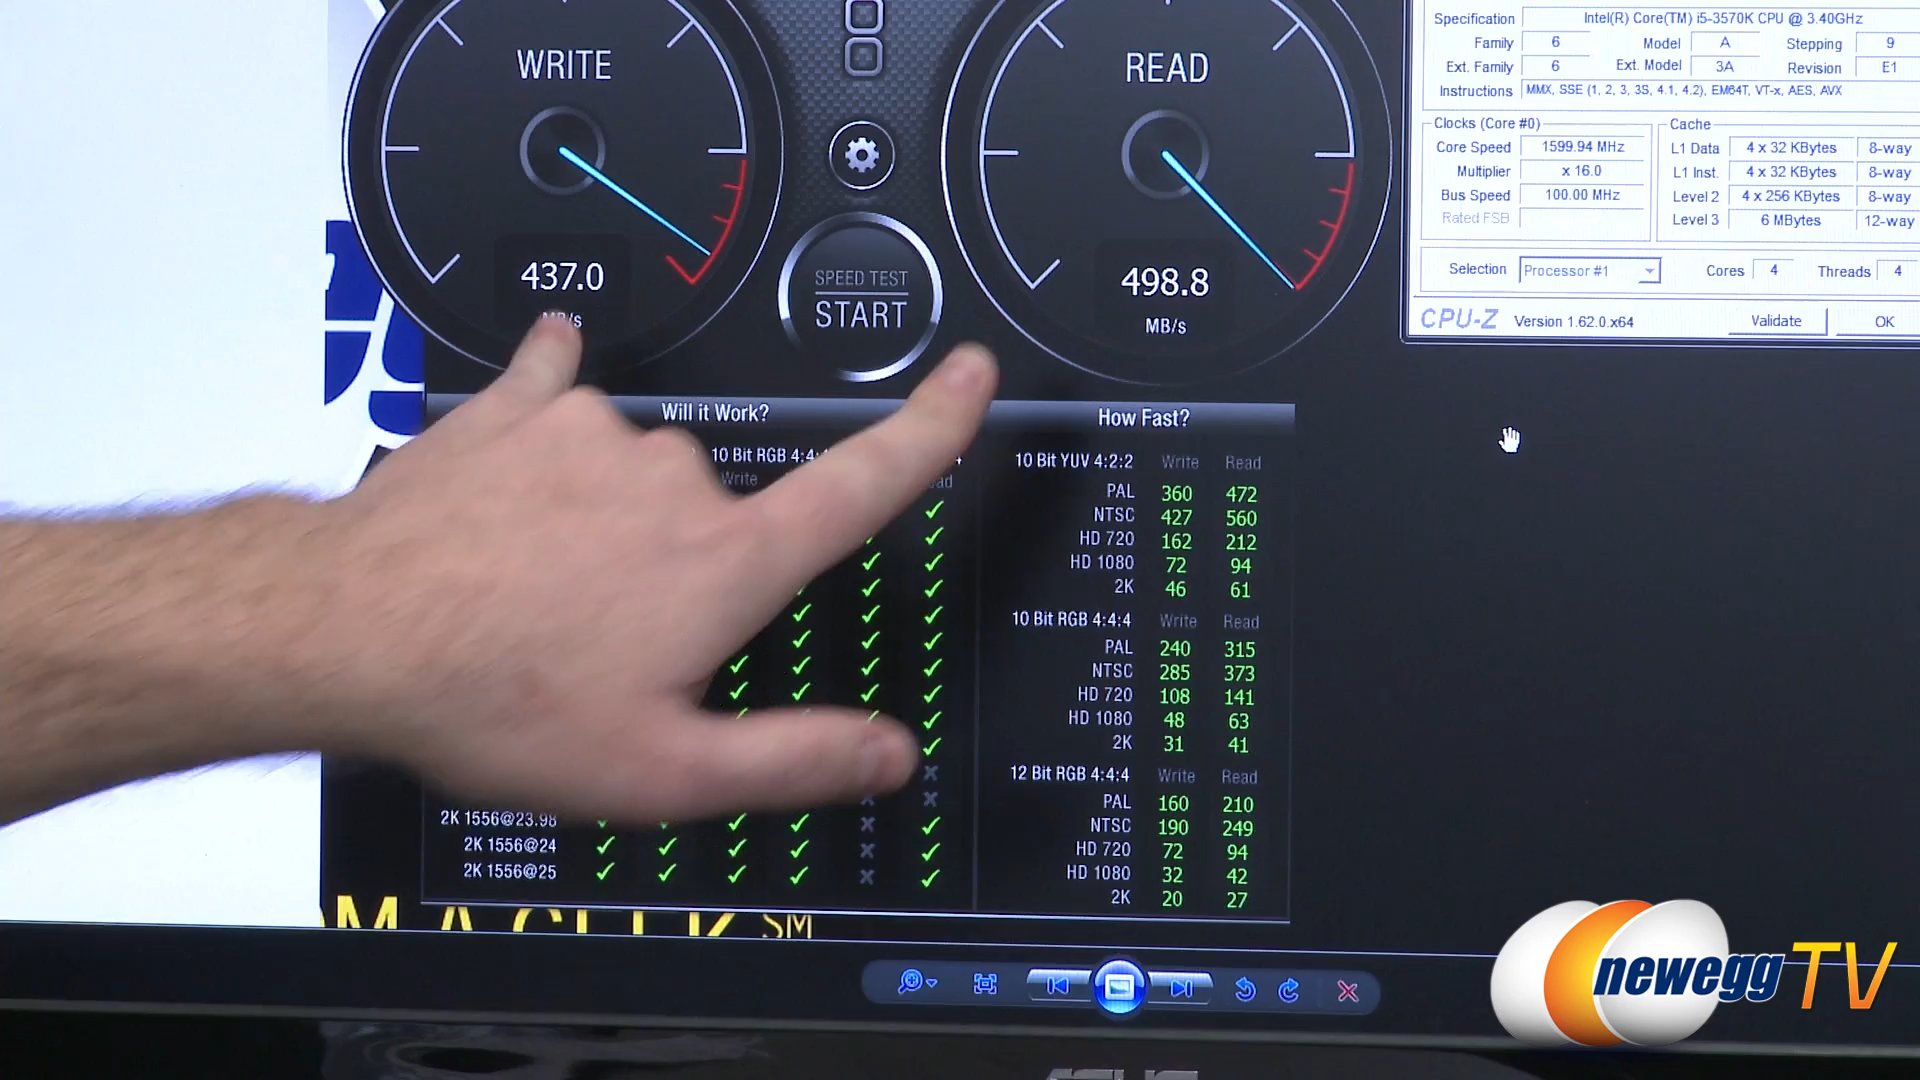 WRITE
437.0
MB/s
SPEED TEST
START
READ
498.8
MB/s
Specification Intel(R) Core(TM) i5-3570K CPU @ 3.40GHz
Family 6 Model A Stepping 9
Ext. Family 6 Ext. Model 3A Revision E1
Instructions MMX, SSE (1, 2, 3, 3S, 4.1, 4.2), EM64T, VT-x, AES, AVX
Clocks (Core #0)
Core Speed 1599.94 MHz
Multiplier x 16.0
Bus Speed 100.00 MHz
Rated FSB
Cache
L1 Data 4 x 32 KBytes 8-way
L1 Inst. 4 x 32 KBytes 8-way
Level 2 4 x 256 KBytes 8-way
Level 3 6 MBytes 12-way
Selection Processor #1 Cores 4 Threads 4
CPU-Z Version 1.62.0.x64 Validate OK
Will it Work?
10 Bit RGB 4:4:
Write
2K 1556@23.98
2K 1556@24
2K 1556@25
How Fast?
10 Bit YUV 4:2:2 Write Read
PAL 360 472
NTSC 427 560
HD 720 162 212
HD 1080 72 94
2K 46 61
10 Bit RGB 4:4:4 Write Read
PAL 240 315
NTSC 285 373
HD 720 108 141
HD 1080 48 63
2K 31 41
12 Bit RGB 4:4:4 Write Read
PAL 160 210
NTSC 190 249
HD 720 72 94
HD 1080 32 42
2K 20 27
SM
newegg TV